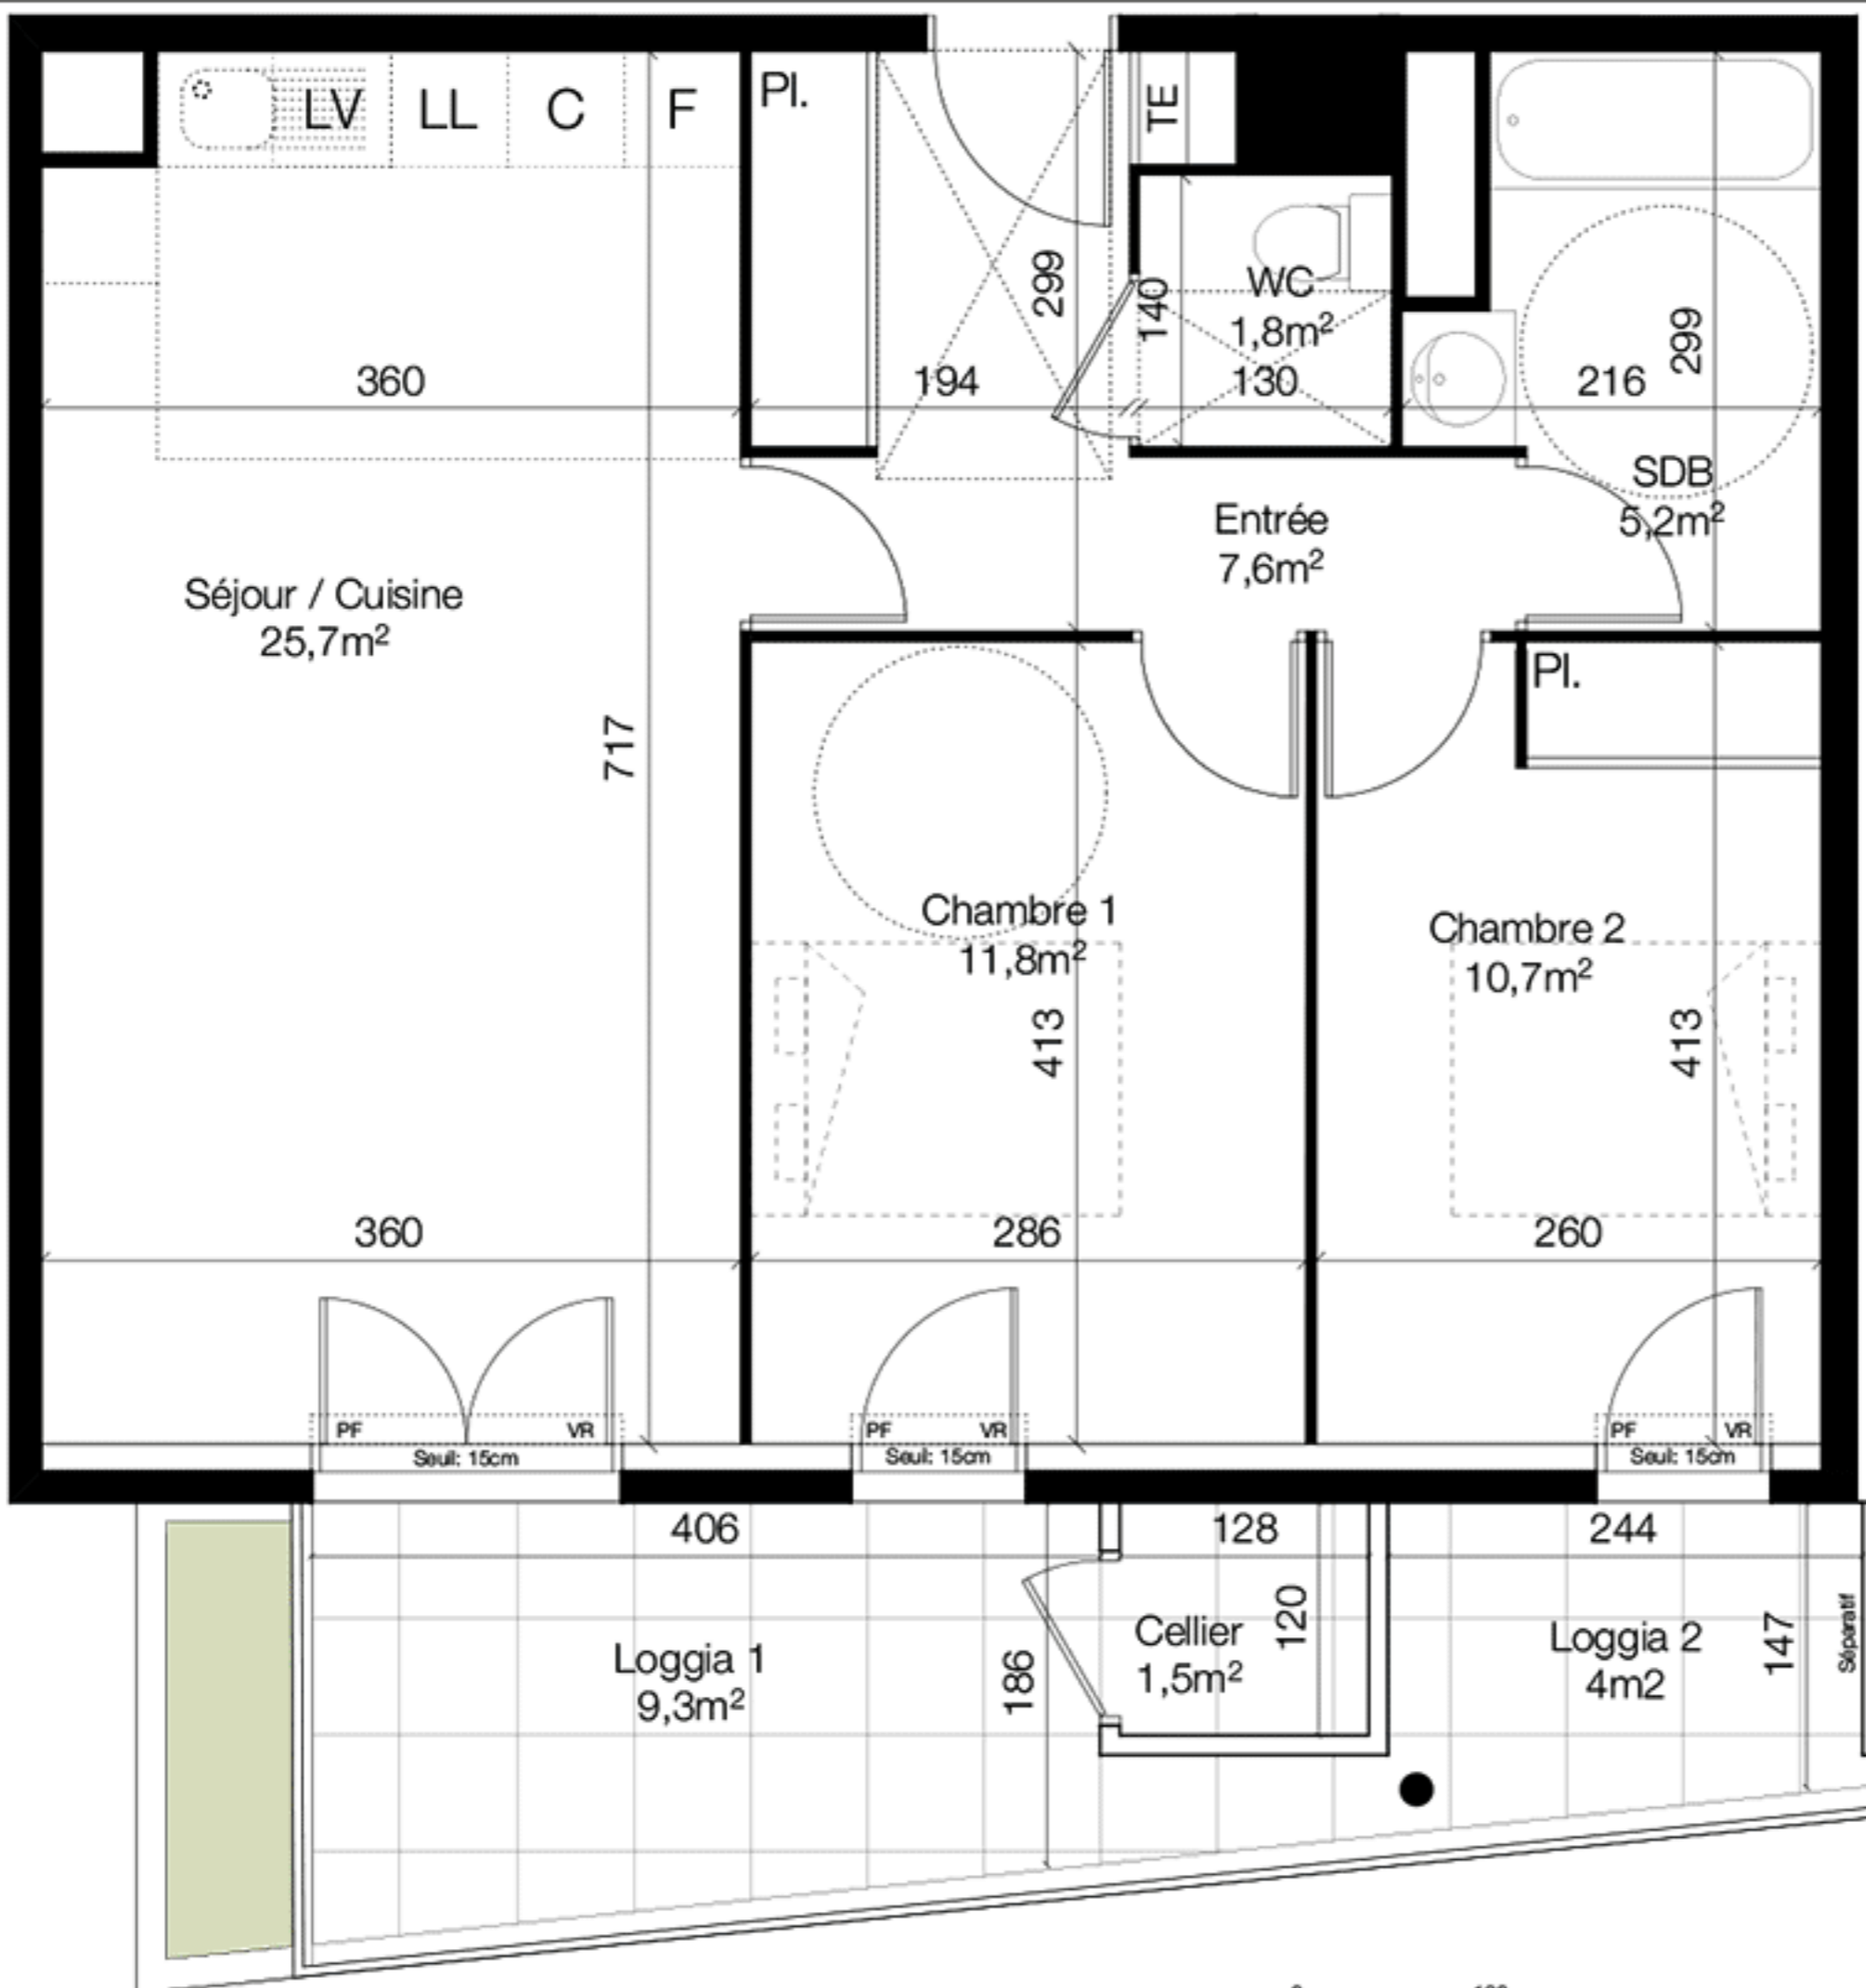 LV LL C F
Pl.
TE
299
140
WC
1,8m²
130
299
360
194
216
SDB
5,2m²
Entrée
7,6m²
Séjour / Cuisine
25,7m²
Pl.
717
Chambre 1
11,8m²
Chambre 2
10,7m²
413
413
360
286
260
PF VR
Seuil: 15cm
PF VR
Seuil: 15cm
PF VR
Seuil: 15cm
406
128
244
Loggia 1
9,3m²
186
Cellier
1,5m²
120
Loggia 2
4m2
147
Séparatif